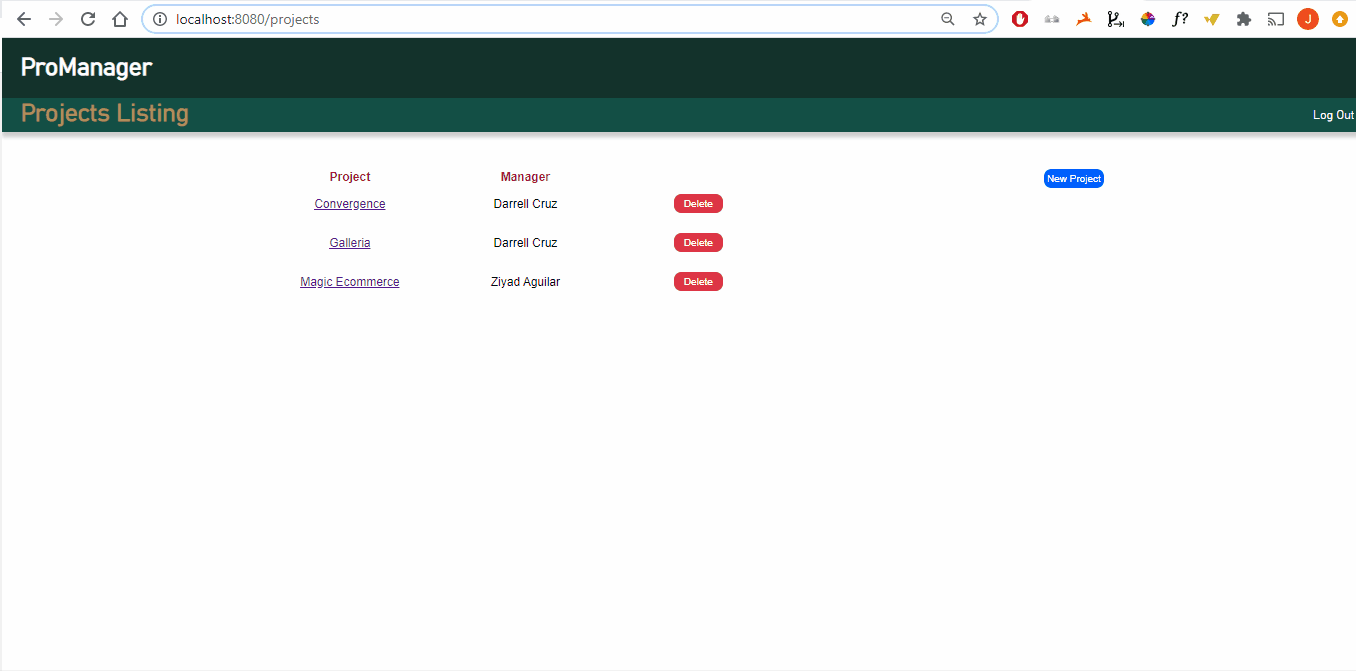 localhost:8080/projects
f?
J
ProManager
Projects Listing
Log Out
Project Manager
New Project
Convergence Darrell Cruz Delete
Galleria Darrell Cruz Delete
Magic Ecommerce Ziyad Aguilar Delete